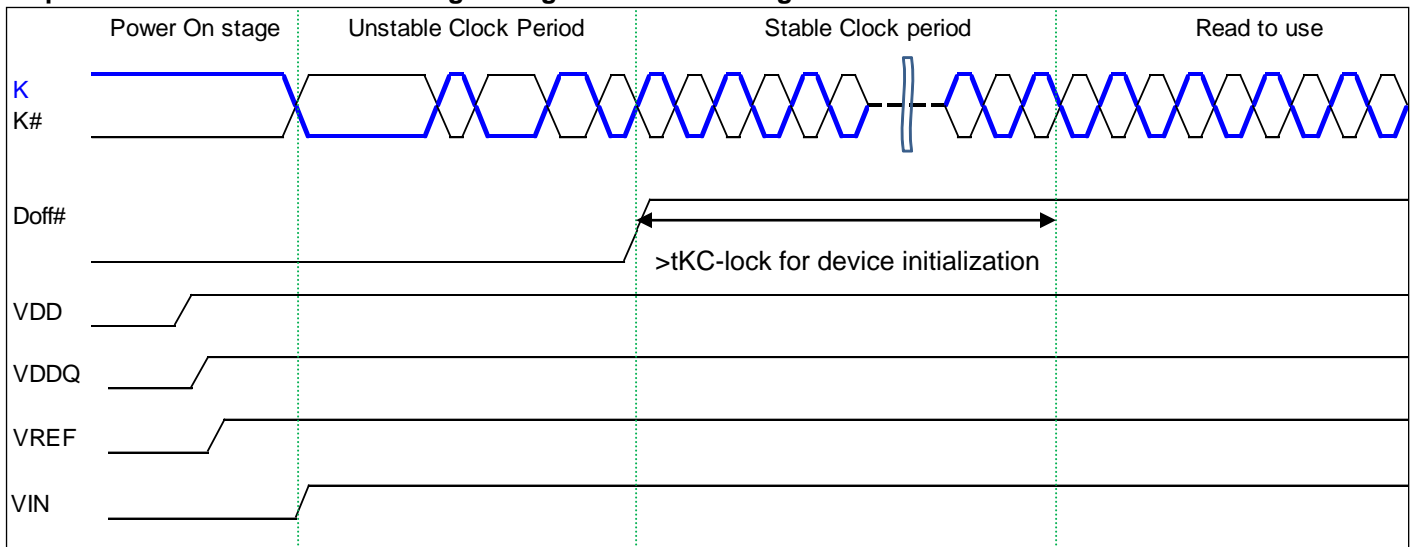 Power On stage Unstable Clock Period Stable Clock period Read to use
K
K#
Doff#
>tKC-lock for device initialization
VDD
VDDQ
VREF
VIN